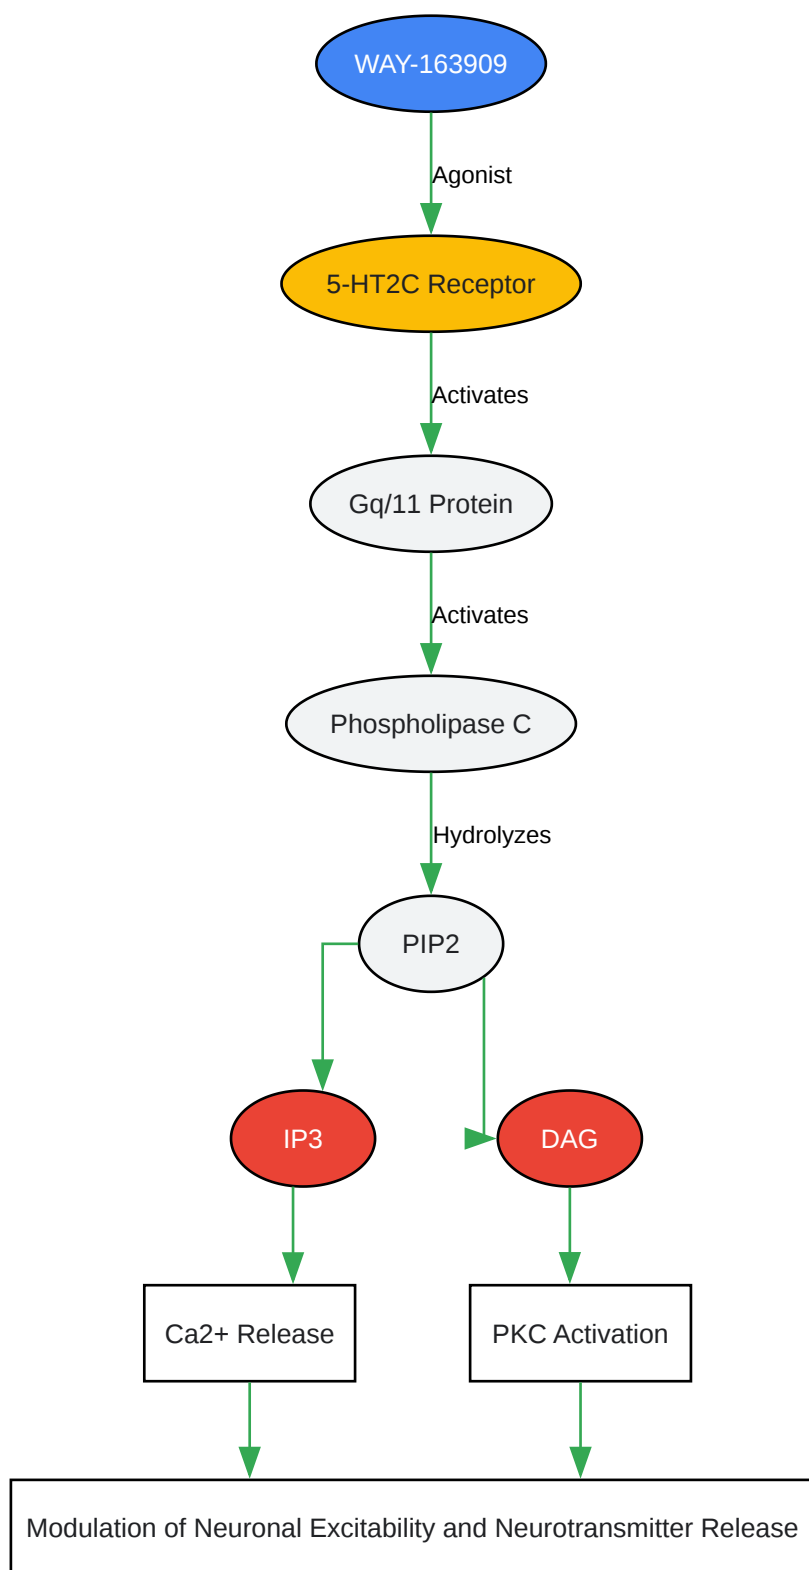 WAY-163909
Agonist
5-HT2C Receptor
Activates
Gq/11 Protein
Activates
Phospholipase C
Hydrolyzes
PIP2
IP3
DAG
Ca2+ Release
PKC Activation
Modulation of Neuronal Excitability and Neurotransmitter Release